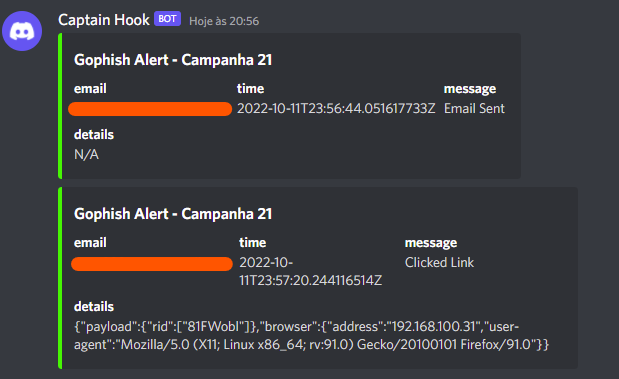 Captain Hook BOT Hoje às 20:56
Gophish Alert - Campanha 21
email time message
2022-10-11T23:56:44.051617733Z Email Sent
details
N/A
Gophish Alert - Campanha 21
email time message
2022-10- Clicked Link
11T23:57:20.244116514Z
details
{"payload":{"rid":["81FWobl"]},"browser":{"address":"192.168.100.31","user-
agent":"Mozilla/5.0 (X11; Linux x86_64; rv:91.0) Gecko/20100101 Firefox/91.0"}}